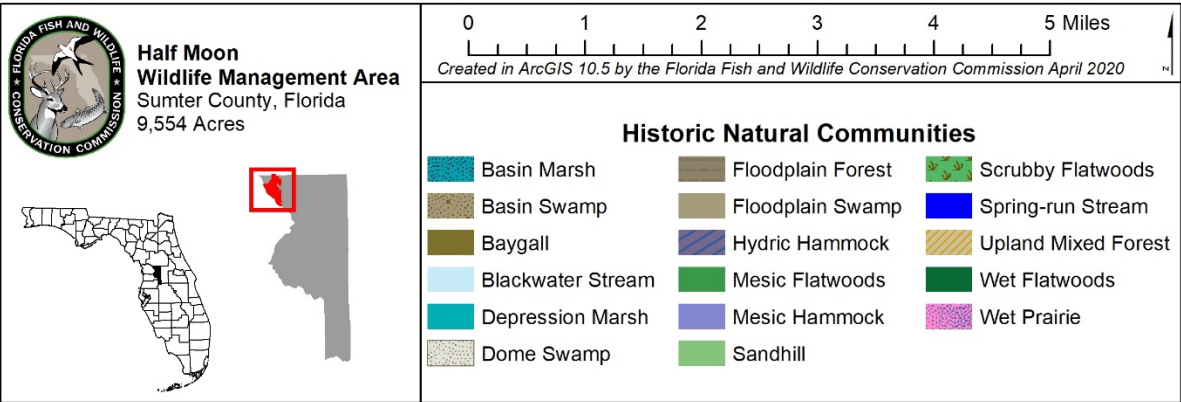 FLORIDA FISH AND WILDLIFE
CONSERVATION COMMISSION
Half Moon
Wildlife Management Area
Sumter County, Florida
9,554 Acres
0 1 2 3 4 5 Miles
Created in ArcGIS 10.5 by the Florida Fish and Wildlife Conservation Commission April 2020
z
Historic Natural Communities
Basin Marsh
Basin Swamp
Baygall
Blackwater Stream
Depression Marsh
Dome Swamp
Floodplain Forest
Floodplain Swamp
Hydric Hammock
Mesic Flatwoods
Mesic Hammock
Sandhill
Scrubby Flatwoods
Spring-run Stream
Upland Mixed Forest
Wet Flatwoods
Wet Prairie